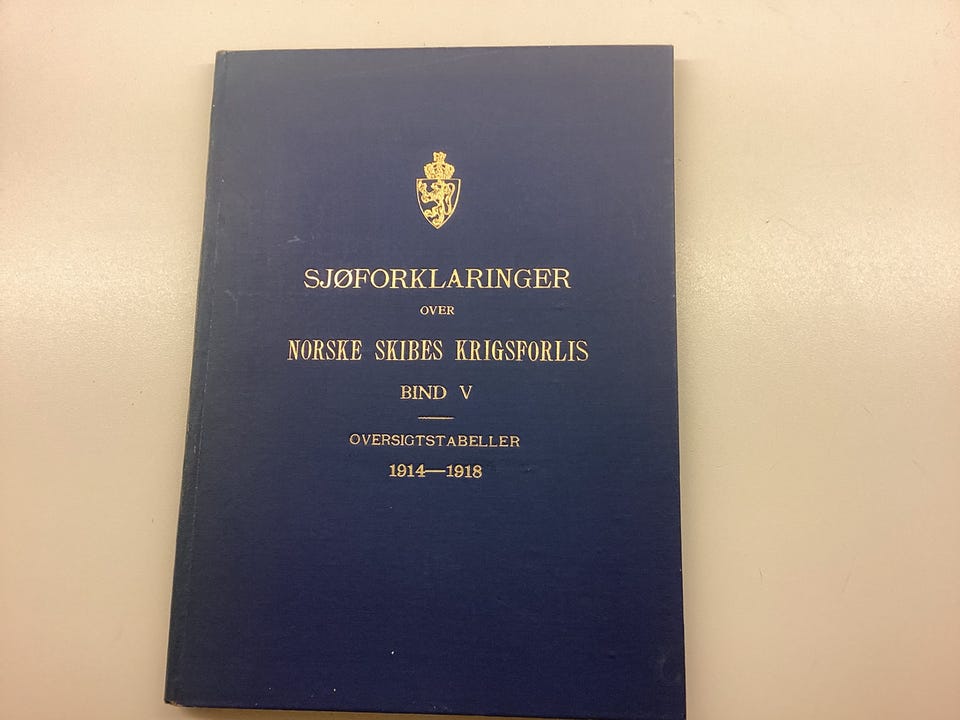 SJØFORKLARINGER
OVER
NORSKE SKIBES KRIGSFORLIS
BIND V
OVERSIGTSTABELLER
1914—1918